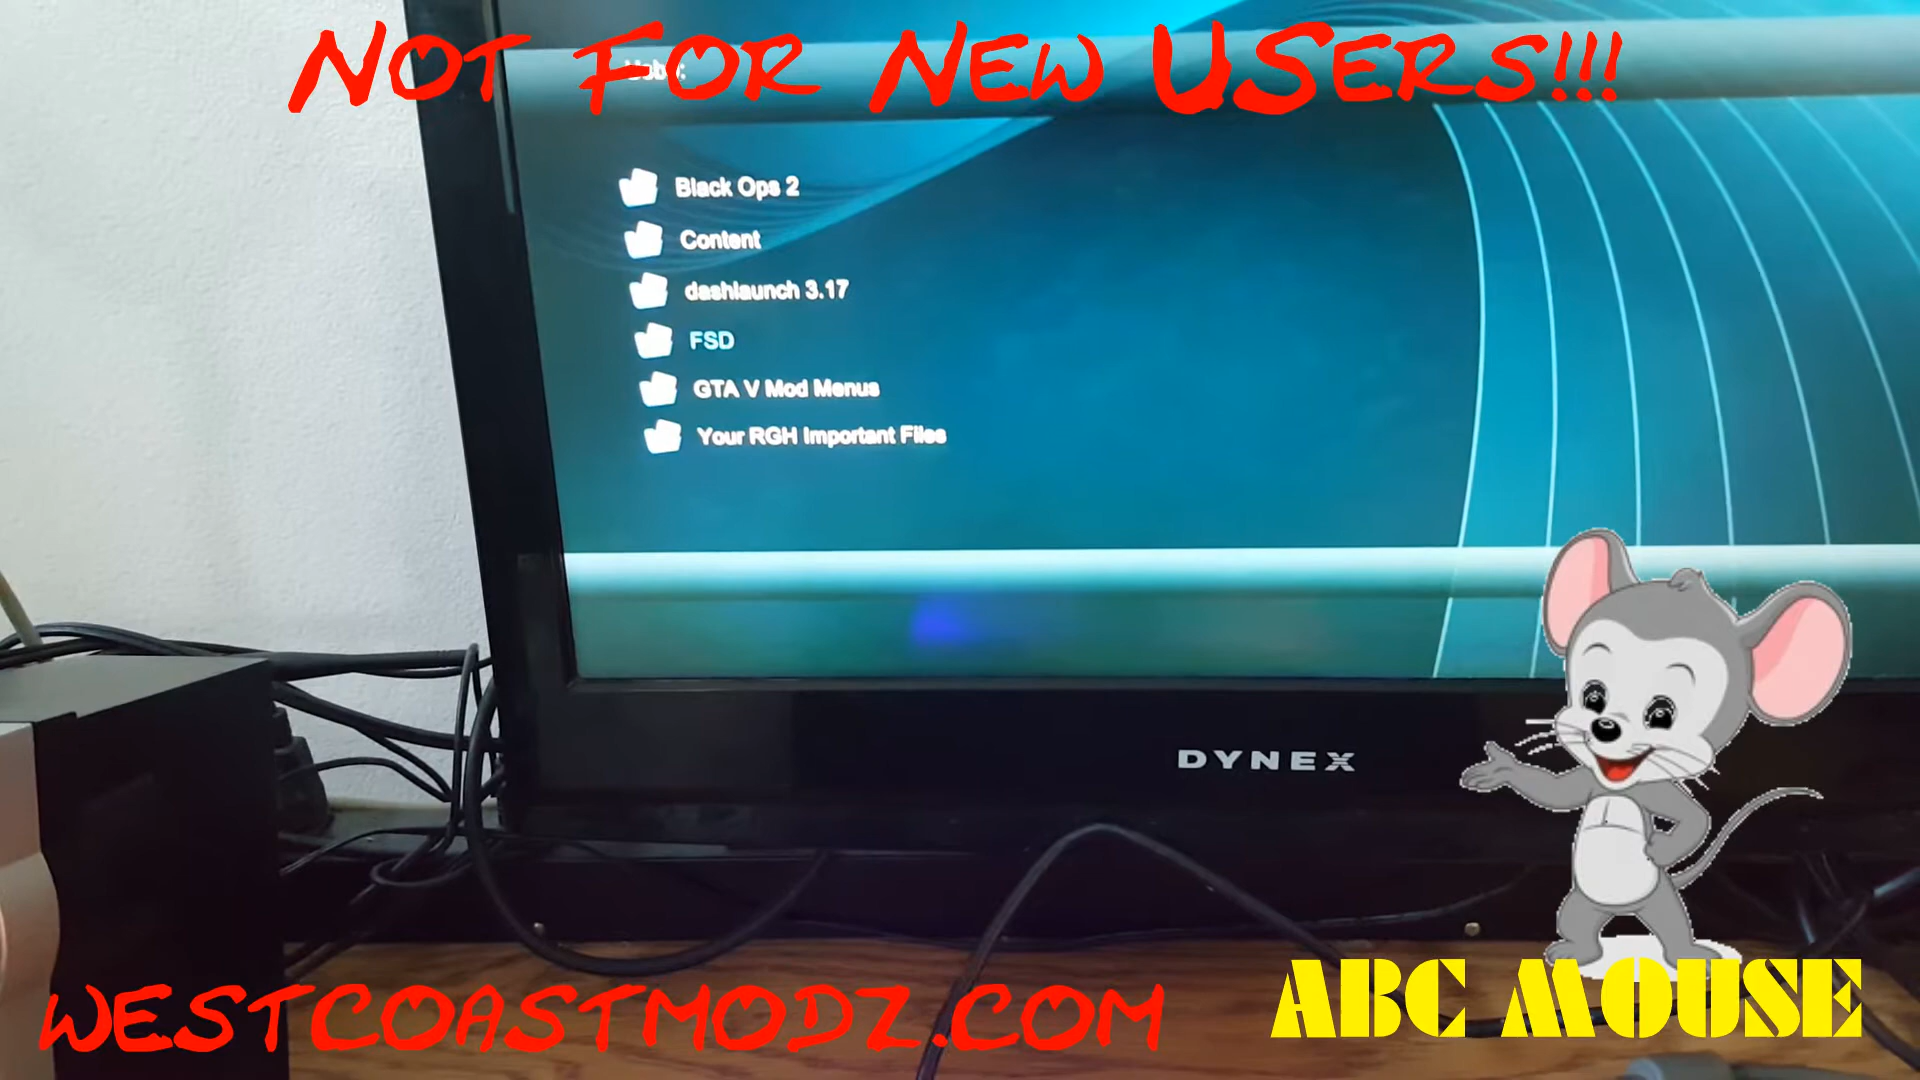 Not For New USers!!!
Black Ops 2
Content
dashlaunch 3.17
FSD
GTA V Mod Menus
Your RGH Important Files
DYNEX
WESTCOASTMODZ.COM
ABC MOUSE